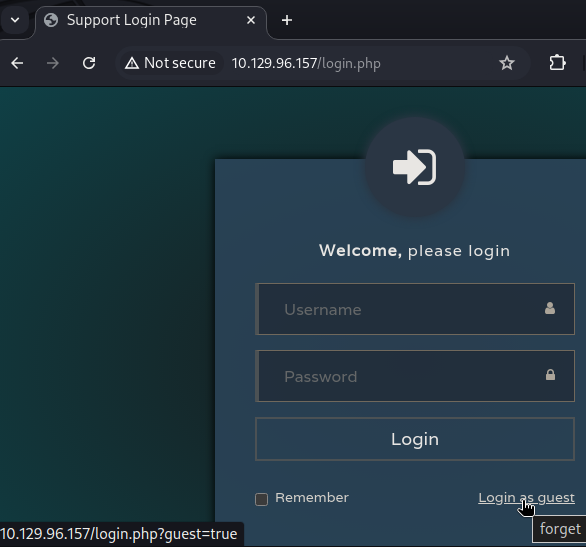 Support Login Page
Not secure 10.129.96.157/login.php
Welcome, please login
Username
Password
Login
Remember Login as guest
10.129.96.157/login.php?guest=true
forget